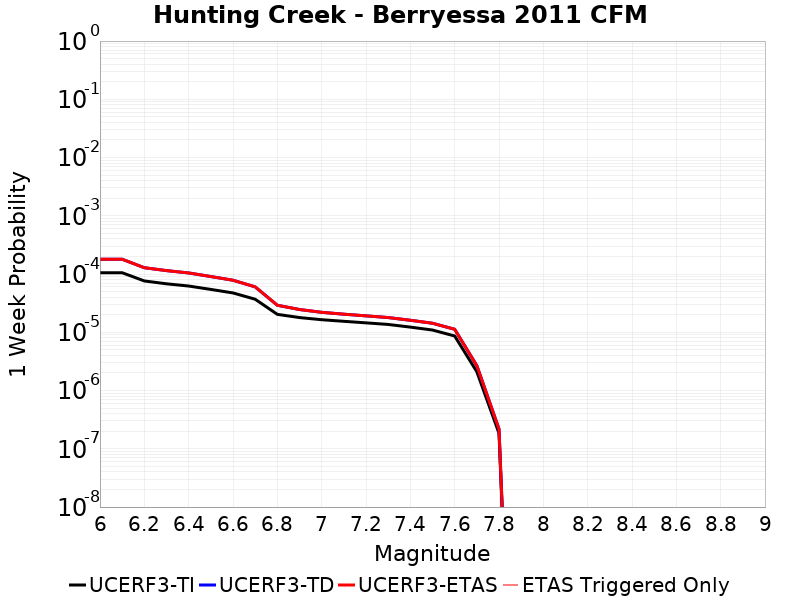 Hunting Creek - Berryessa 2011 CFM
10^0
10^-1
10^-2
10^-3
10^-4
10^-5
10^-6
10^-7
10^-8
1 Week Probability
6 6.2 6.4 6.6 6.8 7 7.2 7.4 7.6 7.8 8 8.2 8.4 8.6 8.8 9
Magnitude
UCERF3-TI UCERF3-TD UCERF3-ETAS ETAS Triggered Only